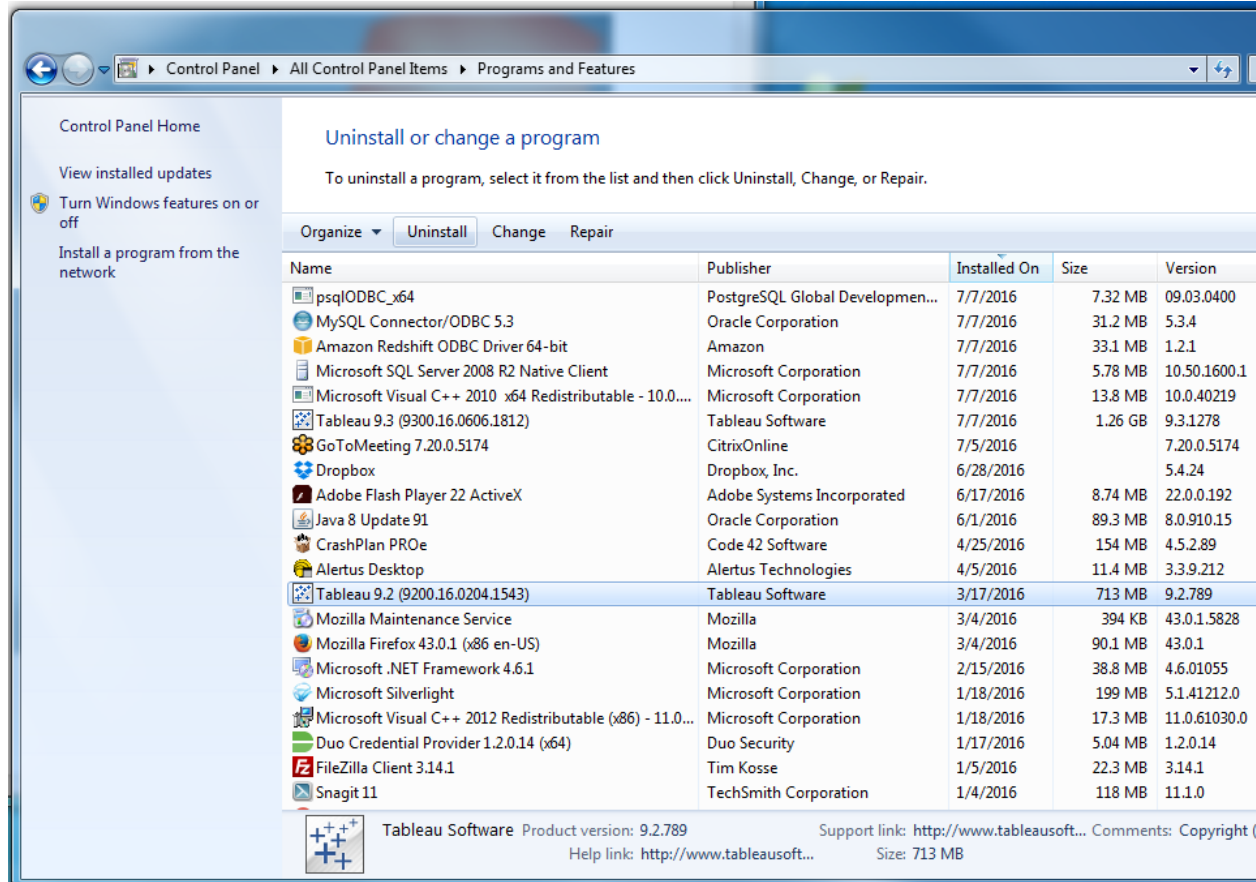 Control Panel All Control Panel Items Programs and Features
Control Panel Home
View installed updates
Turn Windows features on or
off
Install a program from the
network
Uninstall or change a program
To uninstall a program, select it from the list and then click Uninstall, Change, or Repair.
Organize Uninstall Change Repair
Name Publisher Installed On Size Version
psqlODBC_x64 PostgreSQL Global Developmen... 7/7/2016 7.32 MB 09.03.0400
MySQL Connector/ODBC 5.3 Oracle Corporation 7/7/2016 31.2 MB 5.3.4
Amazon Redshift ODBC Driver 64-bit Amazon 7/7/2016 33.1 MB 1.2.1
Microsoft SQL Server 2008 R2 Native Client Microsoft Corporation 7/7/2016 5.78 MB 10.50.1600.1
Microsoft Visual C++ 2010 x64 Redistributable - 10.0.... Microsoft Corporation 7/7/2016 13.8 MB 10.0.40219
Tableau 9.3 (9300.16.0606.1812) Tableau Software 7/7/2016 1.26 GB 9.3.1278
GoToMeeting 7.20.0.5174 CitrixOnline 7/5/2016 7.20.0.5174
Dropbox Dropbox, Inc. 6/28/2016 5.4.24
Adobe Flash Player 22 ActiveX Adobe Systems Incorporated 6/17/2016 8.74 MB 22.0.0.192
Java 8 Update 91 Oracle Corporation 6/1/2016 89.3 MB 8.0.910.15
CrashPlan PROe Code 42 Software 4/25/2016 154 MB 4.5.2.89
Alertus Desktop Alertus Technologies 4/5/2016 11.4 MB 3.3.9.212
Tableau 9.2 (9200.16.0204.1543) Tableau Software 3/17/2016 713 MB 9.2.789
Mozilla Maintenance Service Mozilla 3/4/2016 394 KB 43.0.1.5828
Mozilla Firefox 43.0.1 (x86 en-US) Mozilla 3/4/2016 90.1 MB 43.0.1
Microsoft .NET Framework 4.6.1 Microsoft Corporation 2/15/2016 38.8 MB 4.6.01055
Microsoft Silverlight Microsoft Corporation 1/18/2016 199 MB 5.1.41212.0
Microsoft Visual C++ 2012 Redistributable (x86) - 11.0... Microsoft Corporation 1/18/2016 17.3 MB 11.0.61030.0
Duo Credential Provider 1.2.0.14 (x64) Duo Security 1/17/2016 5.04 MB 1.2.0.14
FileZilla Client 3.14.1 Tim Kosse 1/5/2016 22.3 MB 3.14.1
Snagit 11 TechSmith Corporation 1/4/2016 118 MB 11.1.0
Tableau Software Product version: 9.2.789 Support link: http://www.tableausoft... Comments: Copyright (
Help link: http://www.tableausoft... Size: 713 MB